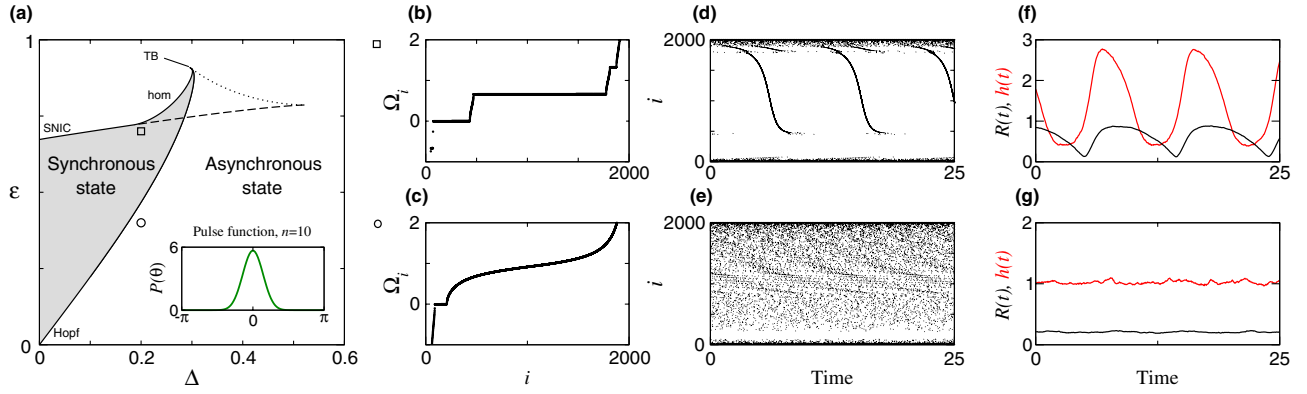 (a)
1
ε
0
TB
hom
SNIC
Synchronous
state
Asynchronous
state
Hopf
Pulse function, n=10
6
P(θ)
0
-π
0
π
0
0.2
0.4
0.6
Δ
(b)
2
Ω_i
0
0
2000
(c)
2
Ω_i
0
0
2000
i
(d)
2000
i
0
0
25
(e)
2000
i
0
0
25
Time
(f)
3
2
1
0
R(t), h(t)
0
25
(g)
2
1
0
R(t), h(t)
0
25
Time